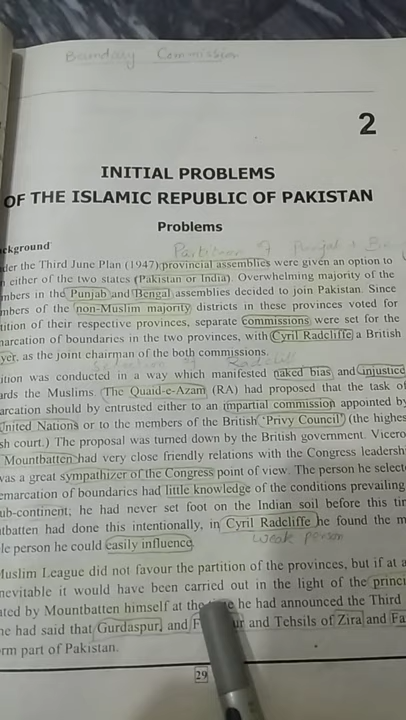 Boundary Commission
2
INITIAL PROBLEMS
OF THE ISLAMIC REPUBLIC OF PAKISTAN
Problems
ckground
Partition of Punjab +
der the Third June Plan (1947) provincial assemblies were given an option to
n either of the two states (Pakistan or India). Overwhelming majority of the
mbers in the Punjab and Bengal assemblies decided to join Pakistan. Since
mbers of the non-Muslim majority districts in these provinces voted for
tition of their respective provinces, separate commissions were set for the
narcation of boundaries in the two provinces, with Cyril Radcliffe a British
yer, as the joint chairman of the both commissions.
Selection of
ition was conducted in a way which manifested naked bias and injustice
ards the Muslims. The Quaid-e-Azam (RA) had proposed that the task of
arcation should by entrusted either to an impartial commission appointed by
United Nations or to the members of the British 'Privy Council' (the highes
sh court.) The proposal was turned down by the British government. Vicero
Mountbatten had very close friendly relations with the Congress leadersh
was a great sympathizer of the Congress point of view. The person he select
emarcation of boundaries had little knowledge of the conditions prevailing
ub-continent; he had never set foot on the Indian soil before this tim
tbatten had done this intentionally, in Cyril Radcliffe he found the m
le person he could easily influence.
weak person
Muslim League did not favour the partition of the provinces, but if at a
nevitable it would have been carried out in the light of the princi
ated by Mountbatten himself at the he had announced the Third
he had said that Gurdaspur, and and Tehsils of Zira and Fa
rm part of Pakistan.
29